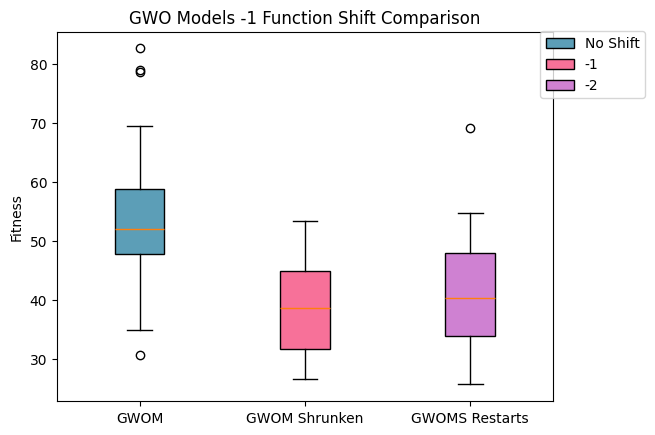 GWO Models -1 Function Shift Comparison
No Shift
-1
-2
Fitness
80
70
60
50
40
30
GWOM
GWOM Shrunken
GWOMS Restarts